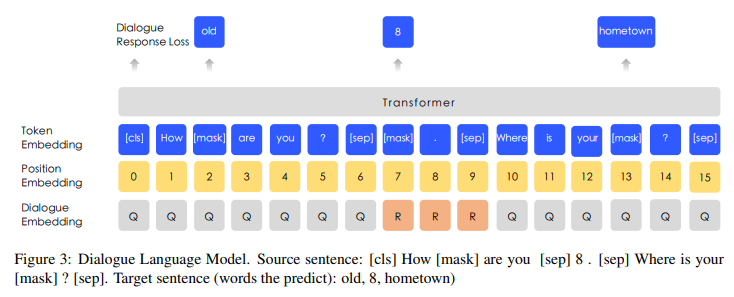 Dialogue
Response Loss
old 8 hometown
Transformer
Token
Embedding
[cls] How [mask] are you ? [sep] [mask] . [sep] Where is your [mask] ? [sep]
Position
Embedding
0 1 2 3 4 5 6 7 8 9 10 11 12 13 14 15
Dialogue
Embedding
Q Q Q Q Q Q Q R R R Q Q Q Q Q Q
Figure 3: Dialogue Language Model. Source sentence: [cls] How [mask] are you [sep] 8 . [sep] Where is your
[mask] ? [sep]. Target sentence (words the predict): old, 8, hometown)